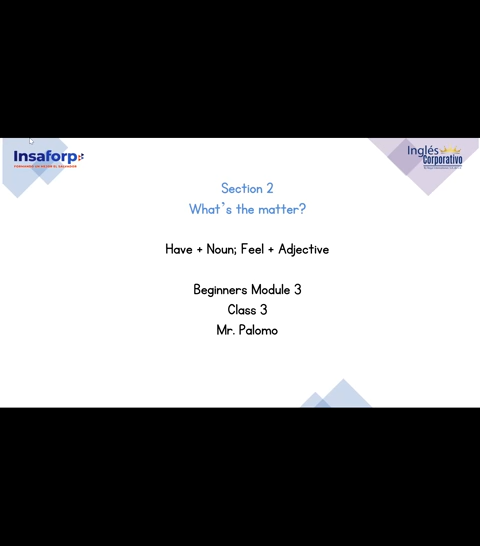 Insaforp
Inglés
Corporativo
Section 2
What's the matter?
Have + Noun; Feel + Adjective
Beginners Module 3
Class 3
Mr. Palomo